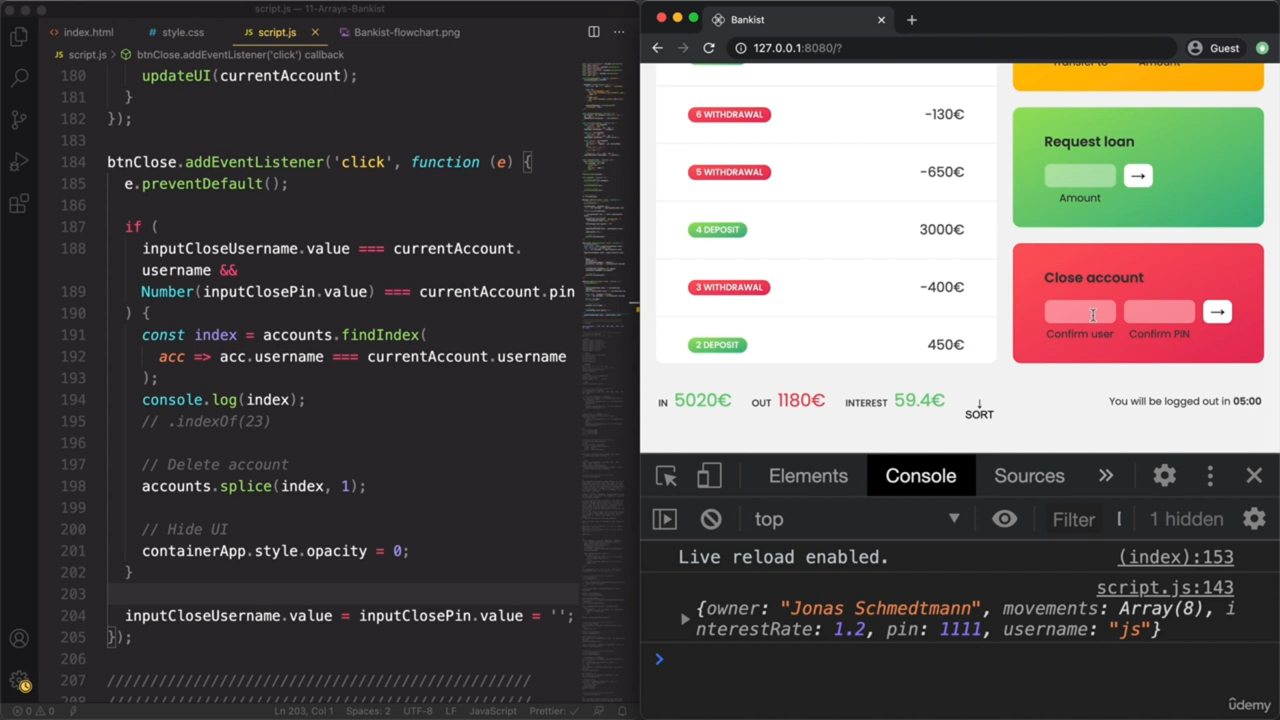 script.js — 11-Arrays-Bankist
index.html
style.css
script.js
Bankist-flowchart.png
script.js
btnClose.addEventListener('click') callback
180
updateUI(currentAccount);
181
}
182
});
183
184
btnClose.addEventListener('click', function (e) {
185
e.preventDefault();
186
187
if (
188
inputCloseUsername.value === currentAccount.
username &&
189
Number(inputClosePin.value) === currentAccount.pin
190
) {
191
const index = accounts.findIndex(
192
acc => acc.username === currentAccount.username
193
);
194
console.log(index);
195
// .indexOf(23)
196
197
// Delete account
198
accounts.splice(index, 1);
199
200
// Hide UI
201
containerApp.style.opacity = 0;
202
}
203
204
inputCloseUsername.value = inputClosePin.value = '';
205
});
206
207
////////////////////////////////////////////////
0
0
Ln 203, Col 1
Spaces: 2
UTF-8
LF
JavaScript
Prettier: ✓
Bankist
127.0.0.1:8080/?
Guest
Transfer to
Amount
6 WITHDRAWAL
-130€
5 WITHDRAWAL
-650€
4 DEPOSIT
3000€
3 WITHDRAWAL
-400€
2 DEPOSIT
450€
Request loan
Amount
Close account
Confirm user
Confirm PIN
IN 5020€ OUT 1180€ INTEREST 59.4€
↓
SORT
You will be logged out in 05:00
Elements
Console
Sources
top
Filter
1 hidden
Live reload enabled.
(index):153
script.js:143
{owner: "Jonas Schmedtmann", movements: Array(8), i
nterestRate: 1.2, pin: 1111, username: "js"}
ûdemy